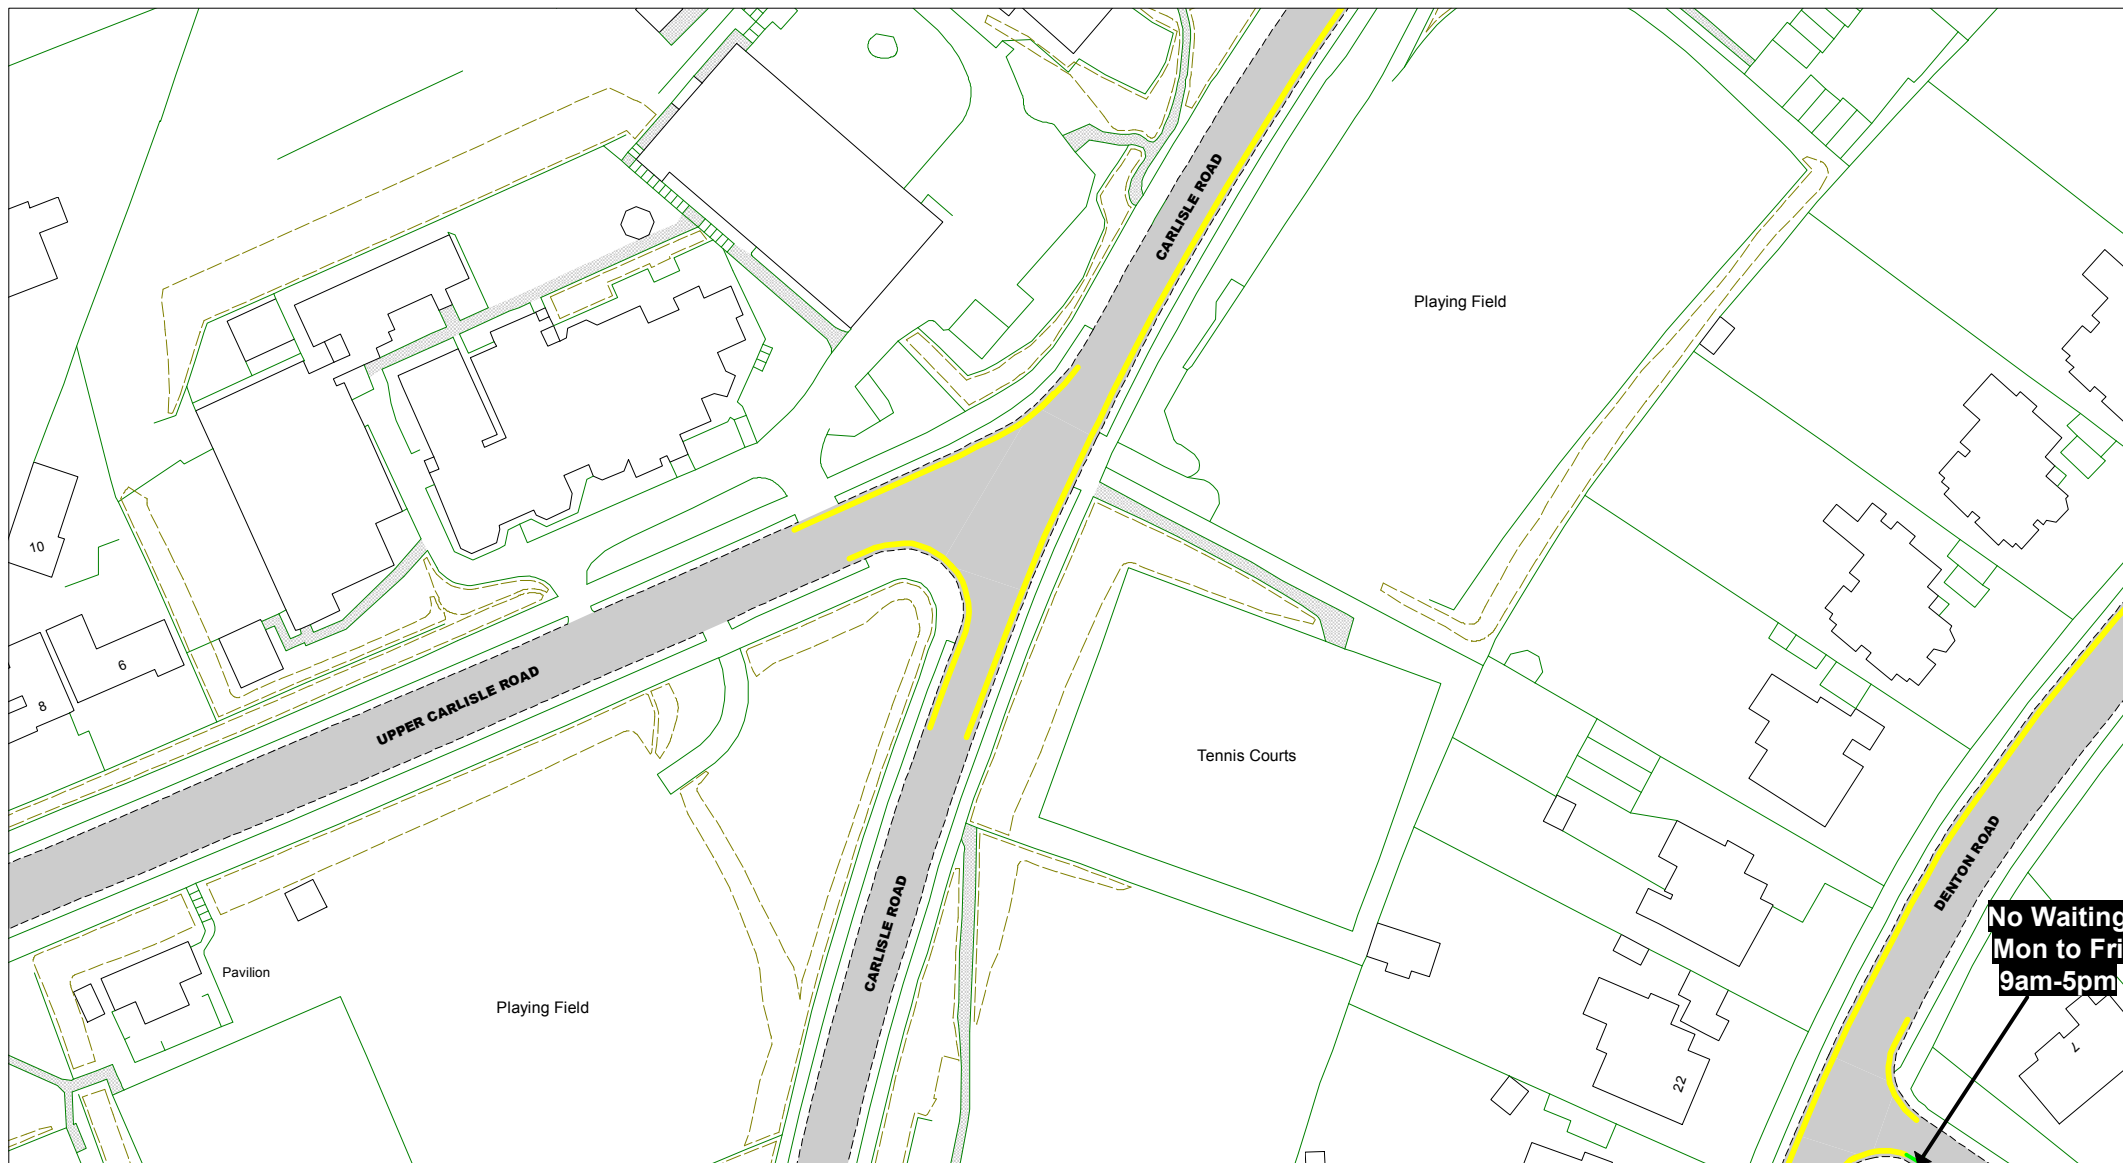 CARLISLE ROAD
Playing Field
10
6
8
UPPER CARLISLE ROAD
Tennis Courts
DENTON ROAD
CARLISLE ROAD
No Waiting
Mon to Fri
9am-5pm
Pavilion
Playing Field
7
22